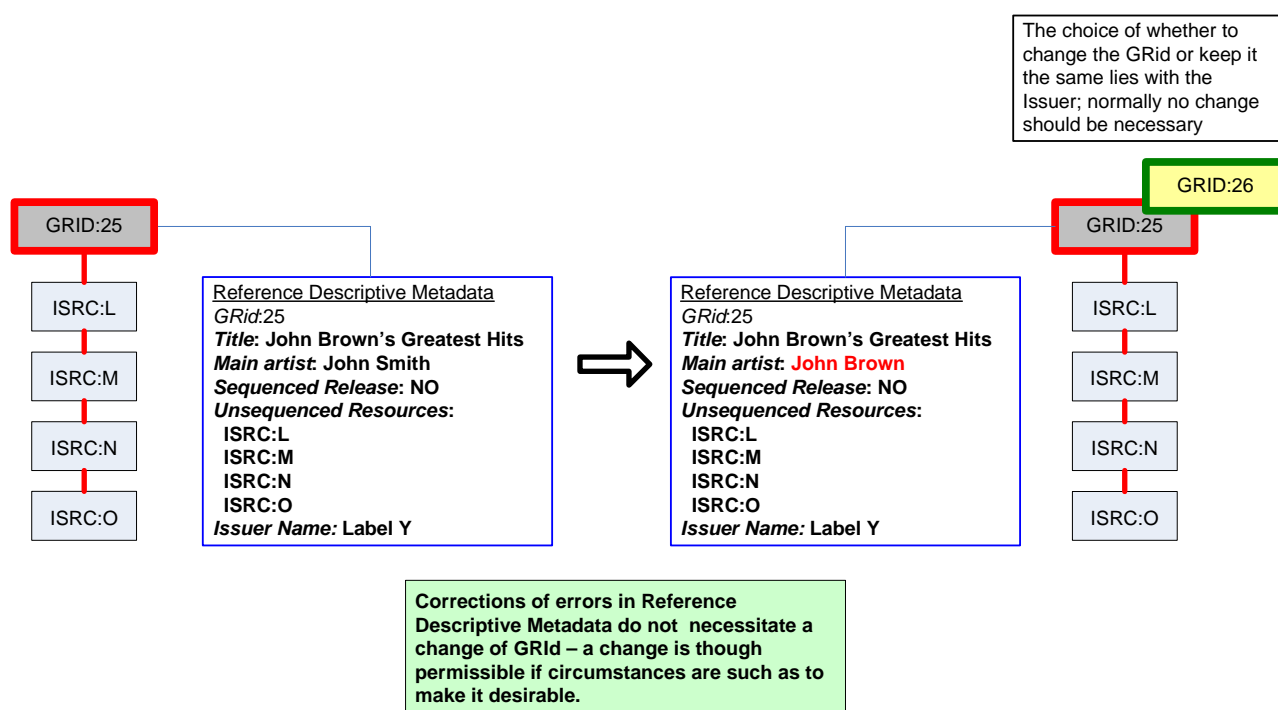 The choice of whether to
change the GRid or keep it
the same lies with the
Issuer; normally no change
should be necessary
GRID:26
GRID:25
ISRC:L
ISRC:M
ISRC:N
ISRC:O
Reference Descriptive Metadata
GRid:25
Title: John Brown’s Greatest Hits
Main artist: John Smith
Sequenced Release: NO
Unsequenced Resources:
ISRC:L
ISRC:M
ISRC:N
ISRC:O
Issuer Name: Label Y
Reference Descriptive Metadata
GRid:25
Title: John Brown’s Greatest Hits
Main artist: John Brown
Sequenced Release: NO
Unsequenced Resources:
ISRC:L
ISRC:M
ISRC:N
ISRC:O
Issuer Name: Label Y
GRID:25
ISRC:L
ISRC:M
ISRC:N
ISRC:O
Corrections of errors in Reference
Descriptive Metadata do not  necessitate a
change of GRId – a change is though
permissible if circumstances are such as to
make it desirable.